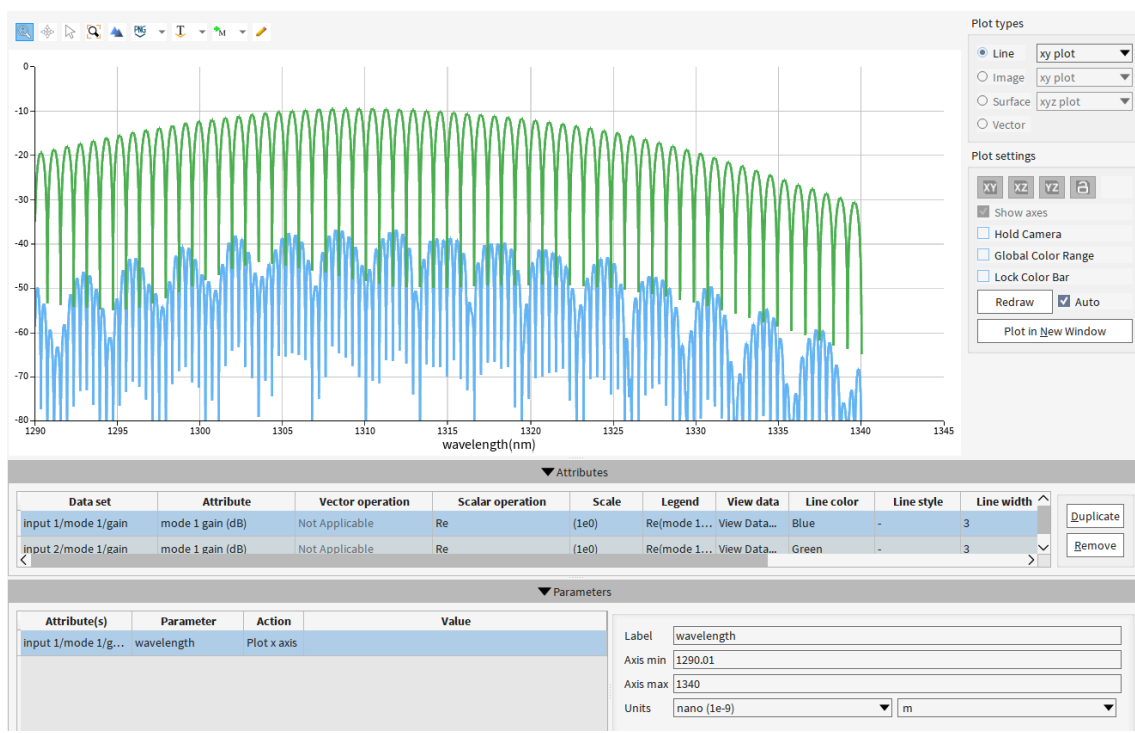 Plot types
PNG
T
M
Line xy plot
Image xy plot
Surface xyz plot
Vector
Plot settings
XY XZ YZ
Show axes
Hold Camera
Global Color Range
Lock Color Bar
Redraw Auto
Plot in New Window
0
-10
-20
-30
-40
-50
-60
-70
-80
1290 1295 1300 1305 1310 1315 1320 1325 1330 1335 1340 1345
wavelength(nm)
Attributes
Data set Attribute Vector operation Scalar operation Scale Legend View data Line color Line style Line width
input 1/mode 1/gain mode 1 gain (dB) Not Applicable Re (1e0) Re(mode 1... View Data... Blue - 3
input 2/mode 1/gain mode 1 gain (dB) Not Applicable Re (1e0) Re(mode 1... View Data... Green - 3
Duplicate
Remove
Parameters
Attribute(s) Parameter Action Value
input 1/mode 1/g... wavelength Plot x axis
Label wavelength
Axis min 1290.01
Axis max 1340
Units nano (1e-9) m